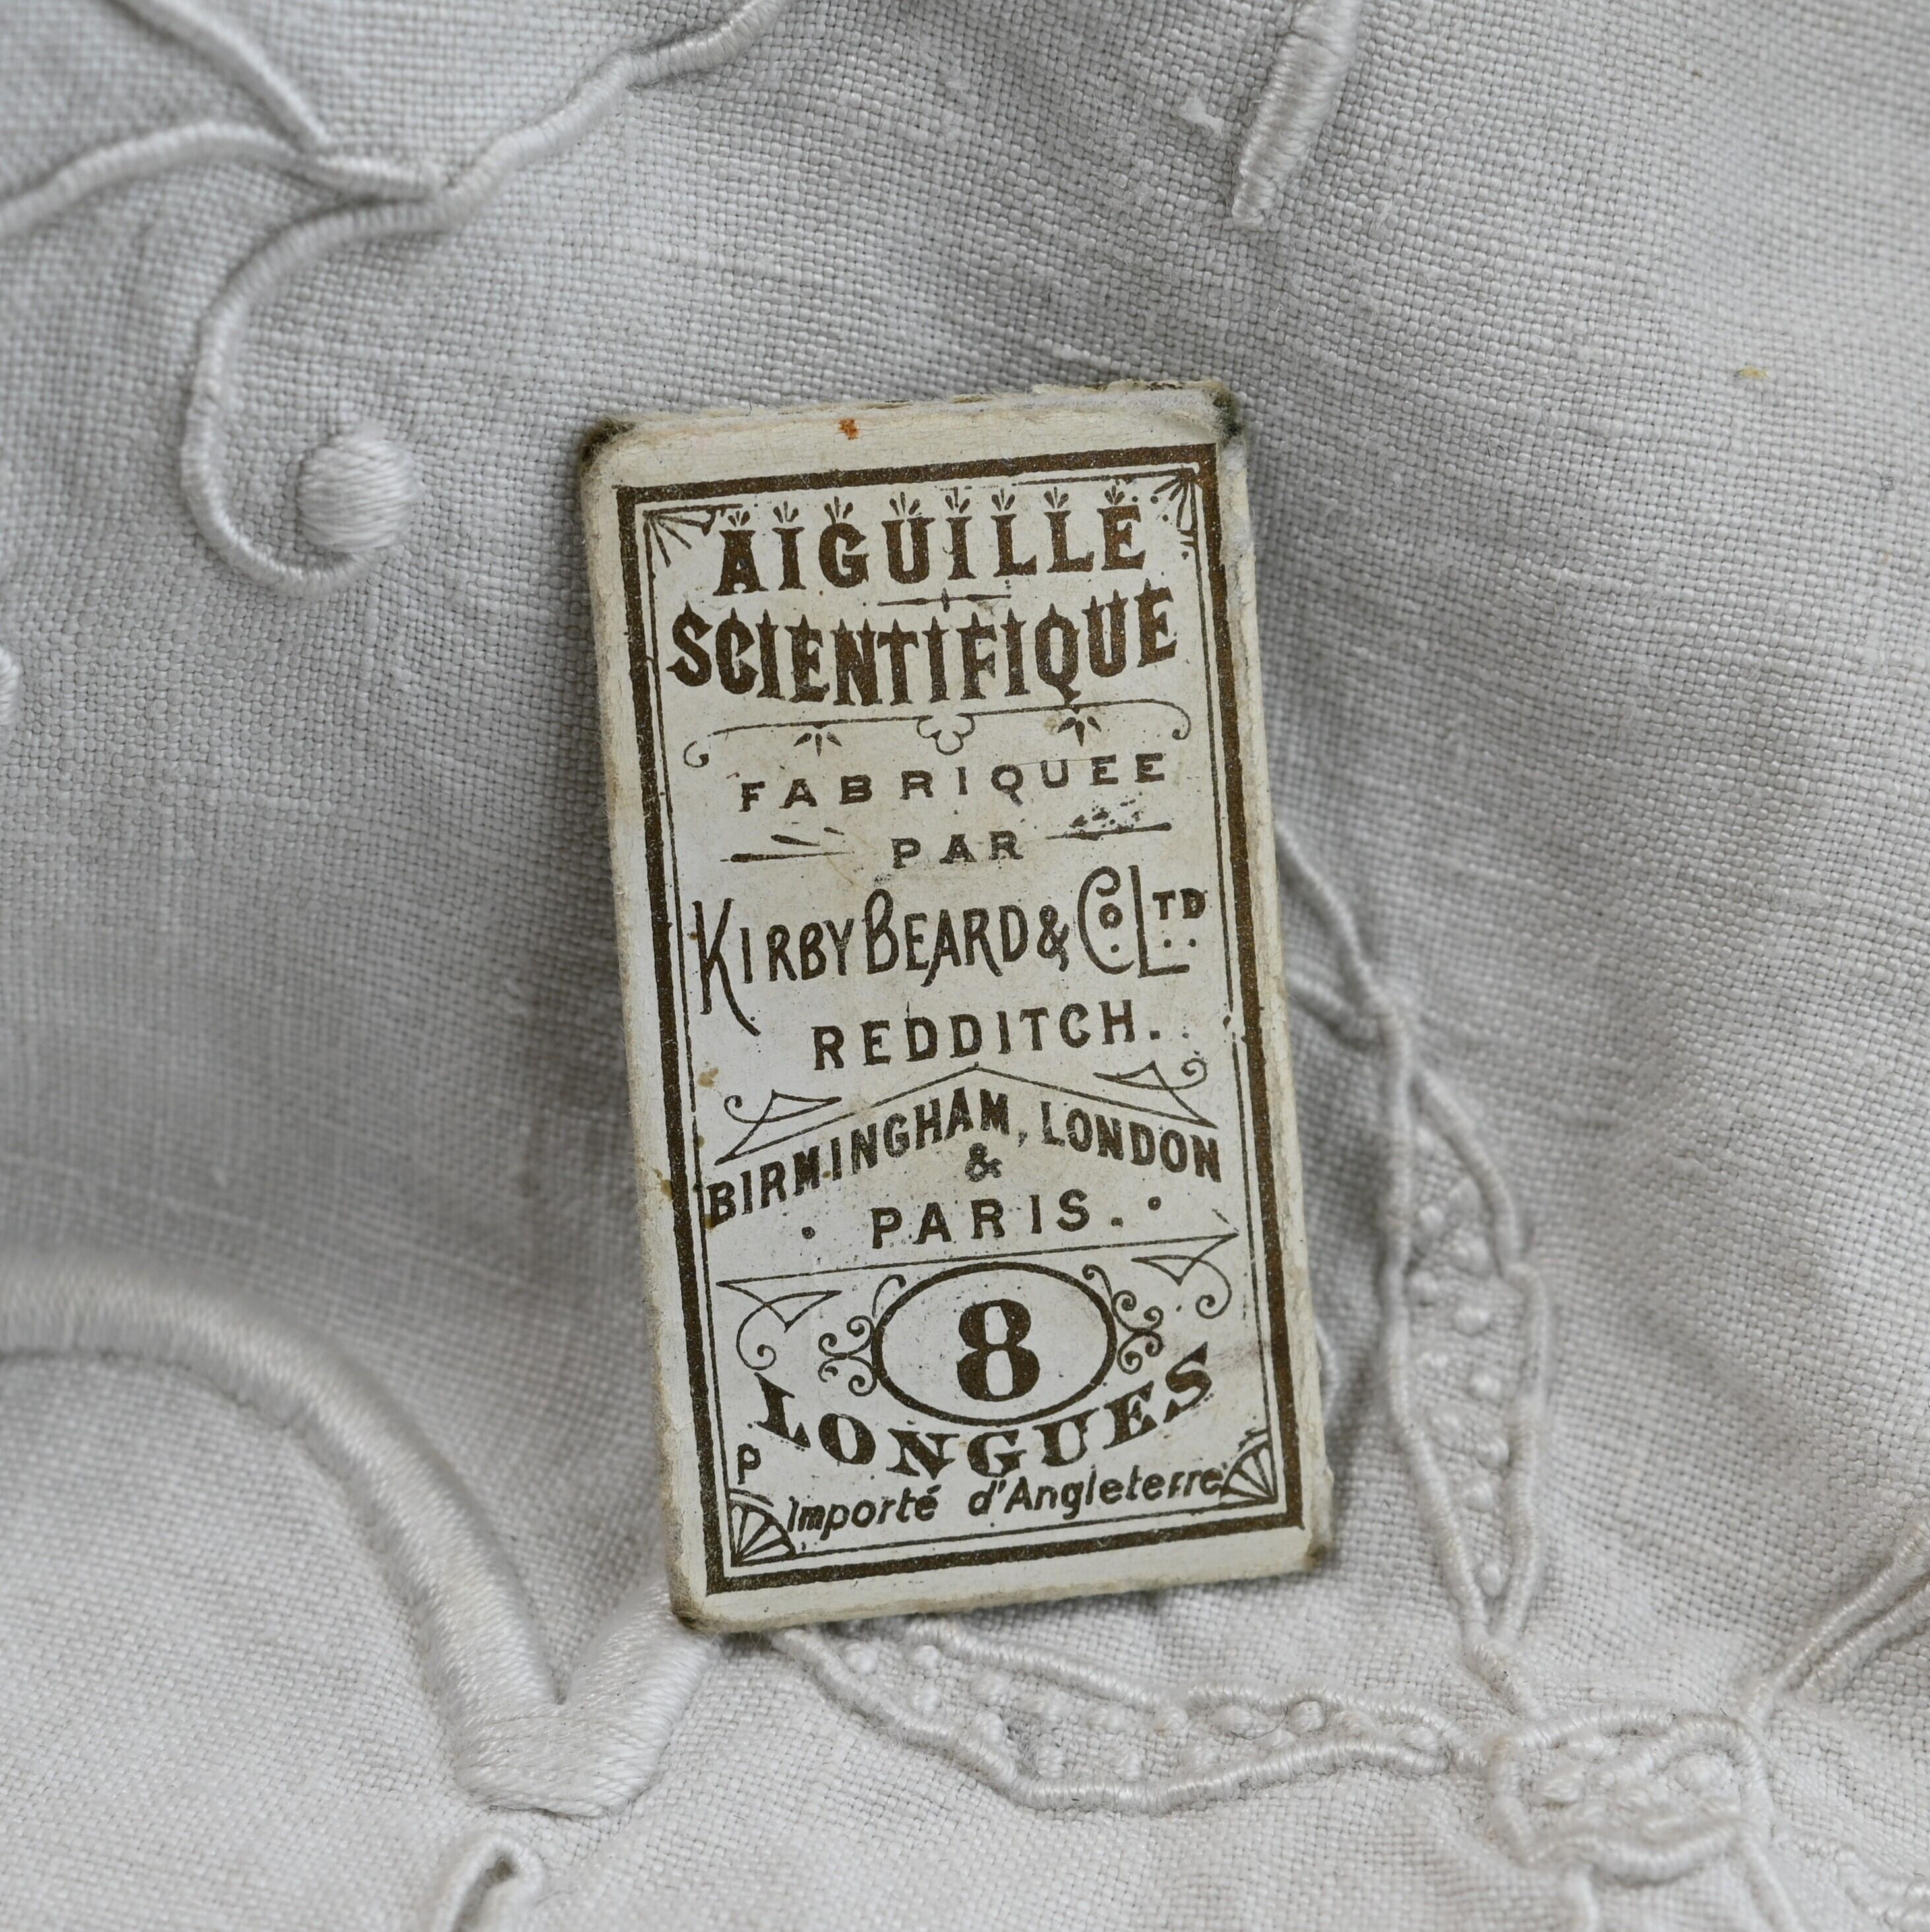 AIGUILLE
SCIENTIFIQUE
FABRIQUEE
PAR
KIRBY BEARD & CO. LTD.
REDDITCH.
BIRMINGHAM, LONDON
&
PARIS.
8
LONGUES
P
Importé d'Angleterre